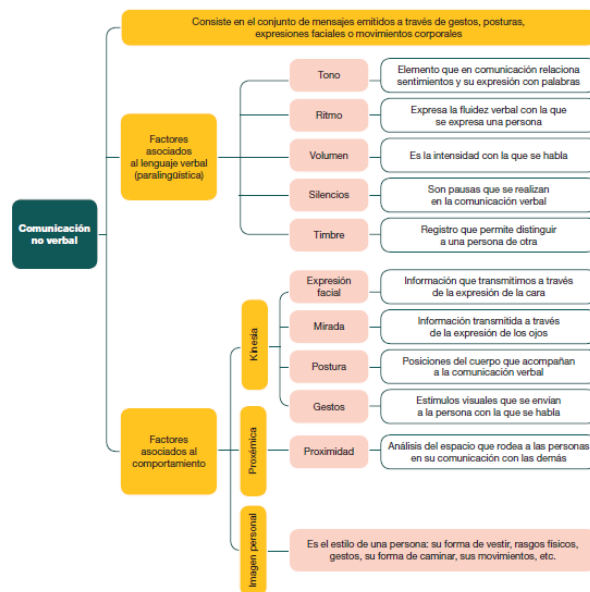 Consiste en el conjunto de mensajes emitidos a través de gestos, posturas,
expresiones faciales o movimientos corporales
Comunicación
no verbal
Factores
asociados
al lenguaje verbal
(paralingüística)
Tono
Elemento que en comunicación relaciona
sentimientos y su expresión con palabras
Ritmo
Expresa la fluidez verbal con la que
se expresa una persona
Volumen
Es la intensidad con la que se habla
Silencios
Son pausas que se realizan
en la comunicación verbal
Timbre
Registro que permite distinguir
a una persona de otra
Factores
asociados al
comportamiento
Kinesia
Expresión
facial
Información que transmitimos a través
de la expresión de la cara
Mirada
Información transmitida a través
de la expresión de los ojos
Postura
Posiciones del cuerpo que acompañan
a la comunicación verbal
Gestos
Estímulos visuales que se envían
a la persona con la que se habla
Proxémica
Proximidad
Análisis del espacio que rodea a las personas
en su comunicación con las demás
Imagen personal
Es el estilo de una persona: su forma de vestir, rasgos físicos,
gestos, su forma de caminar, sus movimientos, etc.